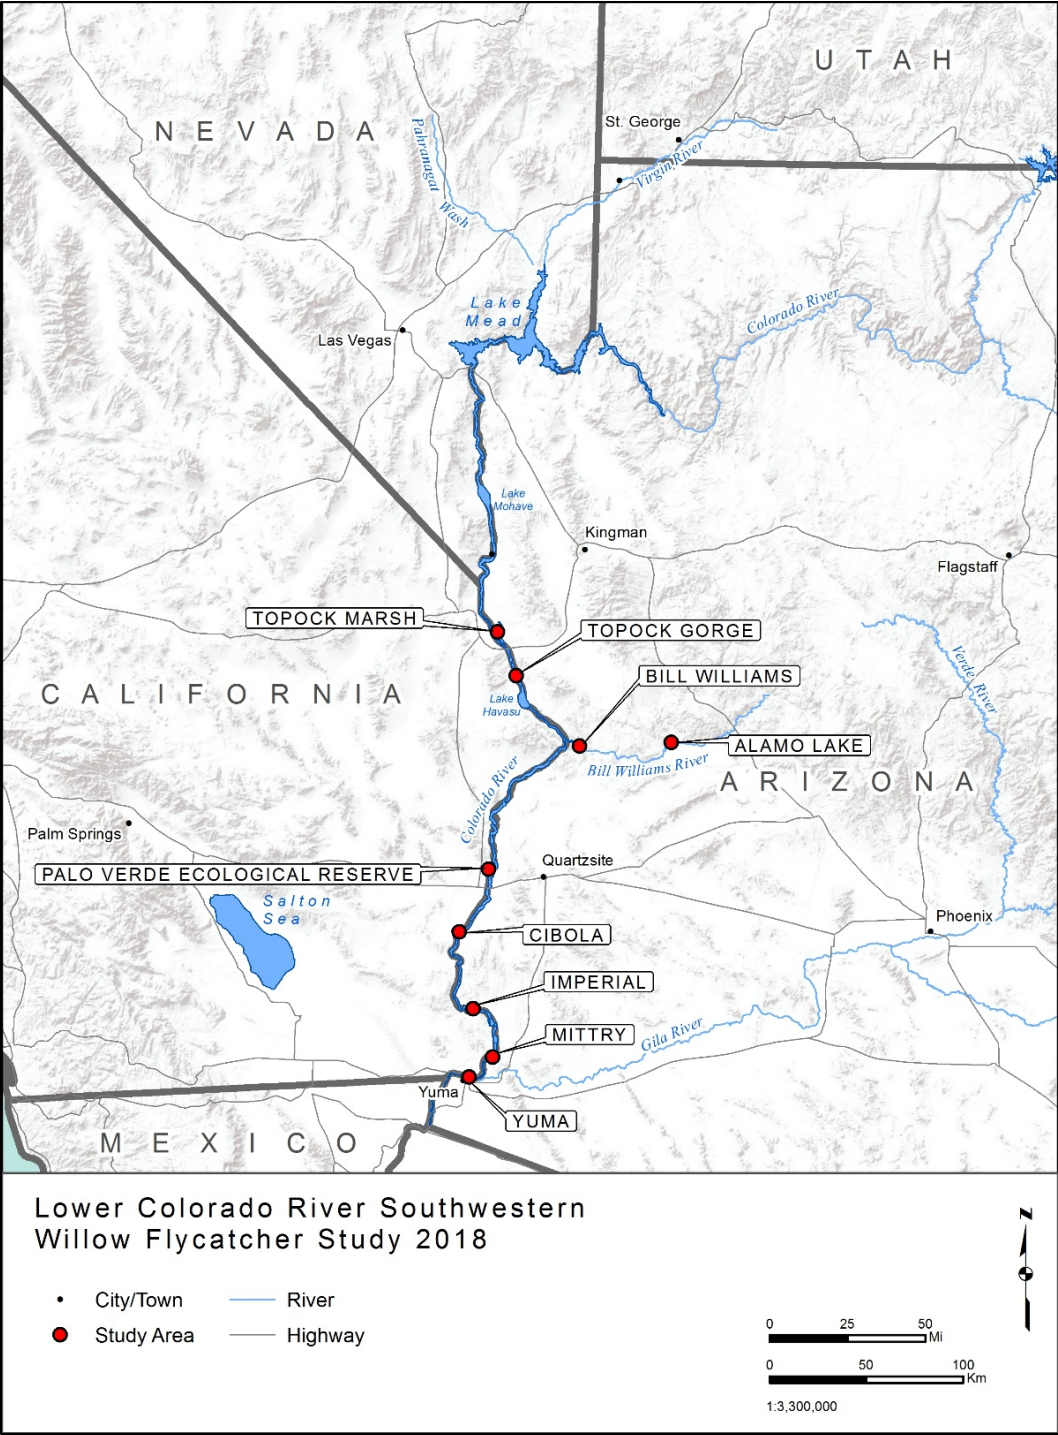 UTAH
NEVADA
St. George
Pahranagat
Wash
Virgin River
Lake
Mead
Colorado River
Las Vegas
Lake
Mohave
Kingman
Flagstaff
TOPOCK MARSH
TOPOCK GORGE
BILL WILLIAMS
CALIFORNIA
Lake
Havasu
Verde River
ALAMO LAKE
Bill Williams River
ARIZONA
Colorado River
Palm Springs
Quartzsite
PALO VERDE ECOLOGICAL RESERVE
Salton
Sea
Phoenix
CIBOLA
IMPERIAL
MITTRY
Gila River
Yuma
YUMA
MEXICO
Lower Colorado River Southwestern
Willow Flycatcher Study 2018
City/Town River
Study Area Highway
N
0 25 50
Mi
0 50 100
Km
1:3,300,000